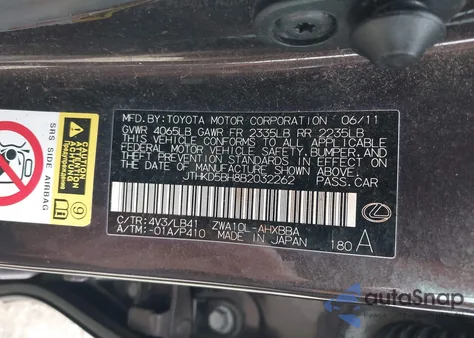 MFD.BY:TOYOTA MOTOR CORPORATION 06/11
GVWR 4065LB GAWR FR 2335LB RR 2235LB
THIS VEHICLE CONFORMS TO ALL APPLICABLE
FEDERAL MOTOR VEHICLE SAFETY, BUMPER,
AND THEFT PREVENTION STANDARDS IN EFFECT ON
THE DATE OF MANUFACTURE SHOWN ABOVE.
JTHKD5BH8B2032262 PASS.CAR
C/TR:4V3/LB41 ZWA10L-AHXBBA
A/TM:-01A/P410 MADE IN JAPAN 180 A
SRS SIDE AIRBAG
CAUTION
ACHTUNG
9
autoSnap